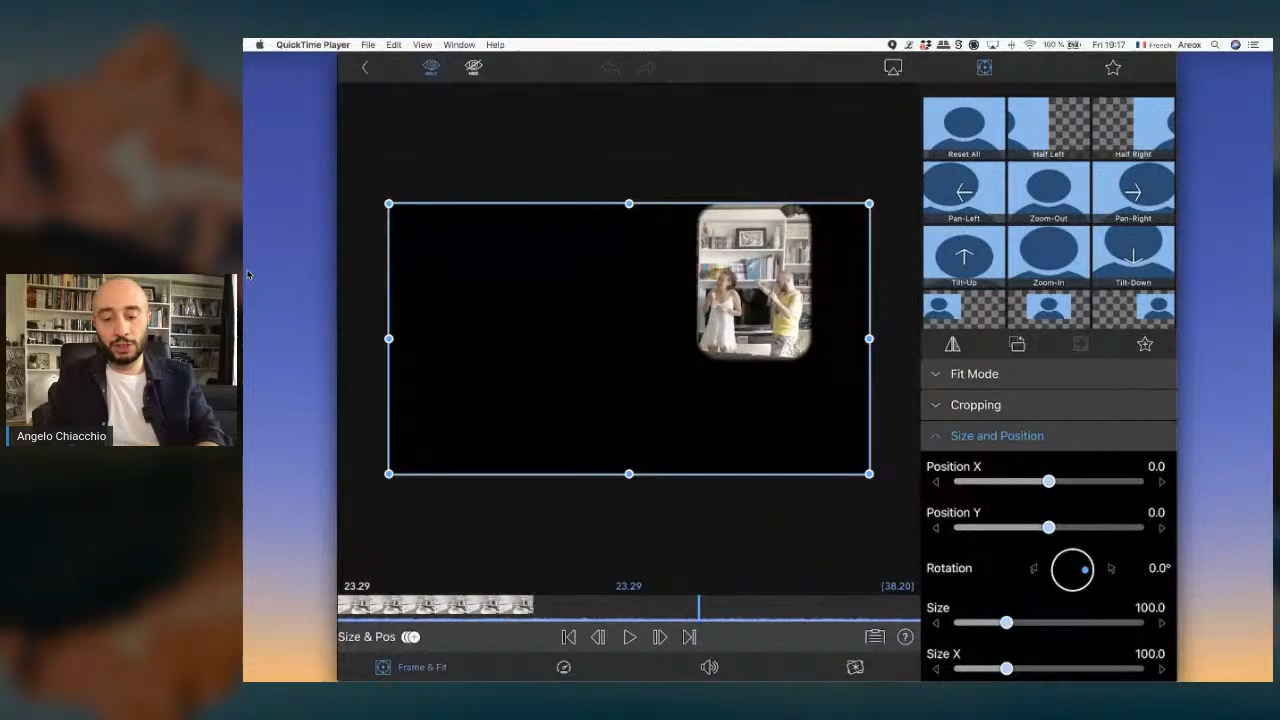 QuickTime Player File Edit View Window Help 100 % Fri 19:17 French Areox
Reset All Half Left Half Right
Pan-Left Zoom-Out Pan-Right
Tilt-Up Zoom-In Tilt-Down
Fit Mode
Cropping
Size and Position
Position X 0.0
Position Y 0.0
Rotation 0.0°
Size 100.0
Size X 100.0
Angelo Chiacchio
23.29 23.29 [38.20]
Size & Pos ?
Frame & Fit